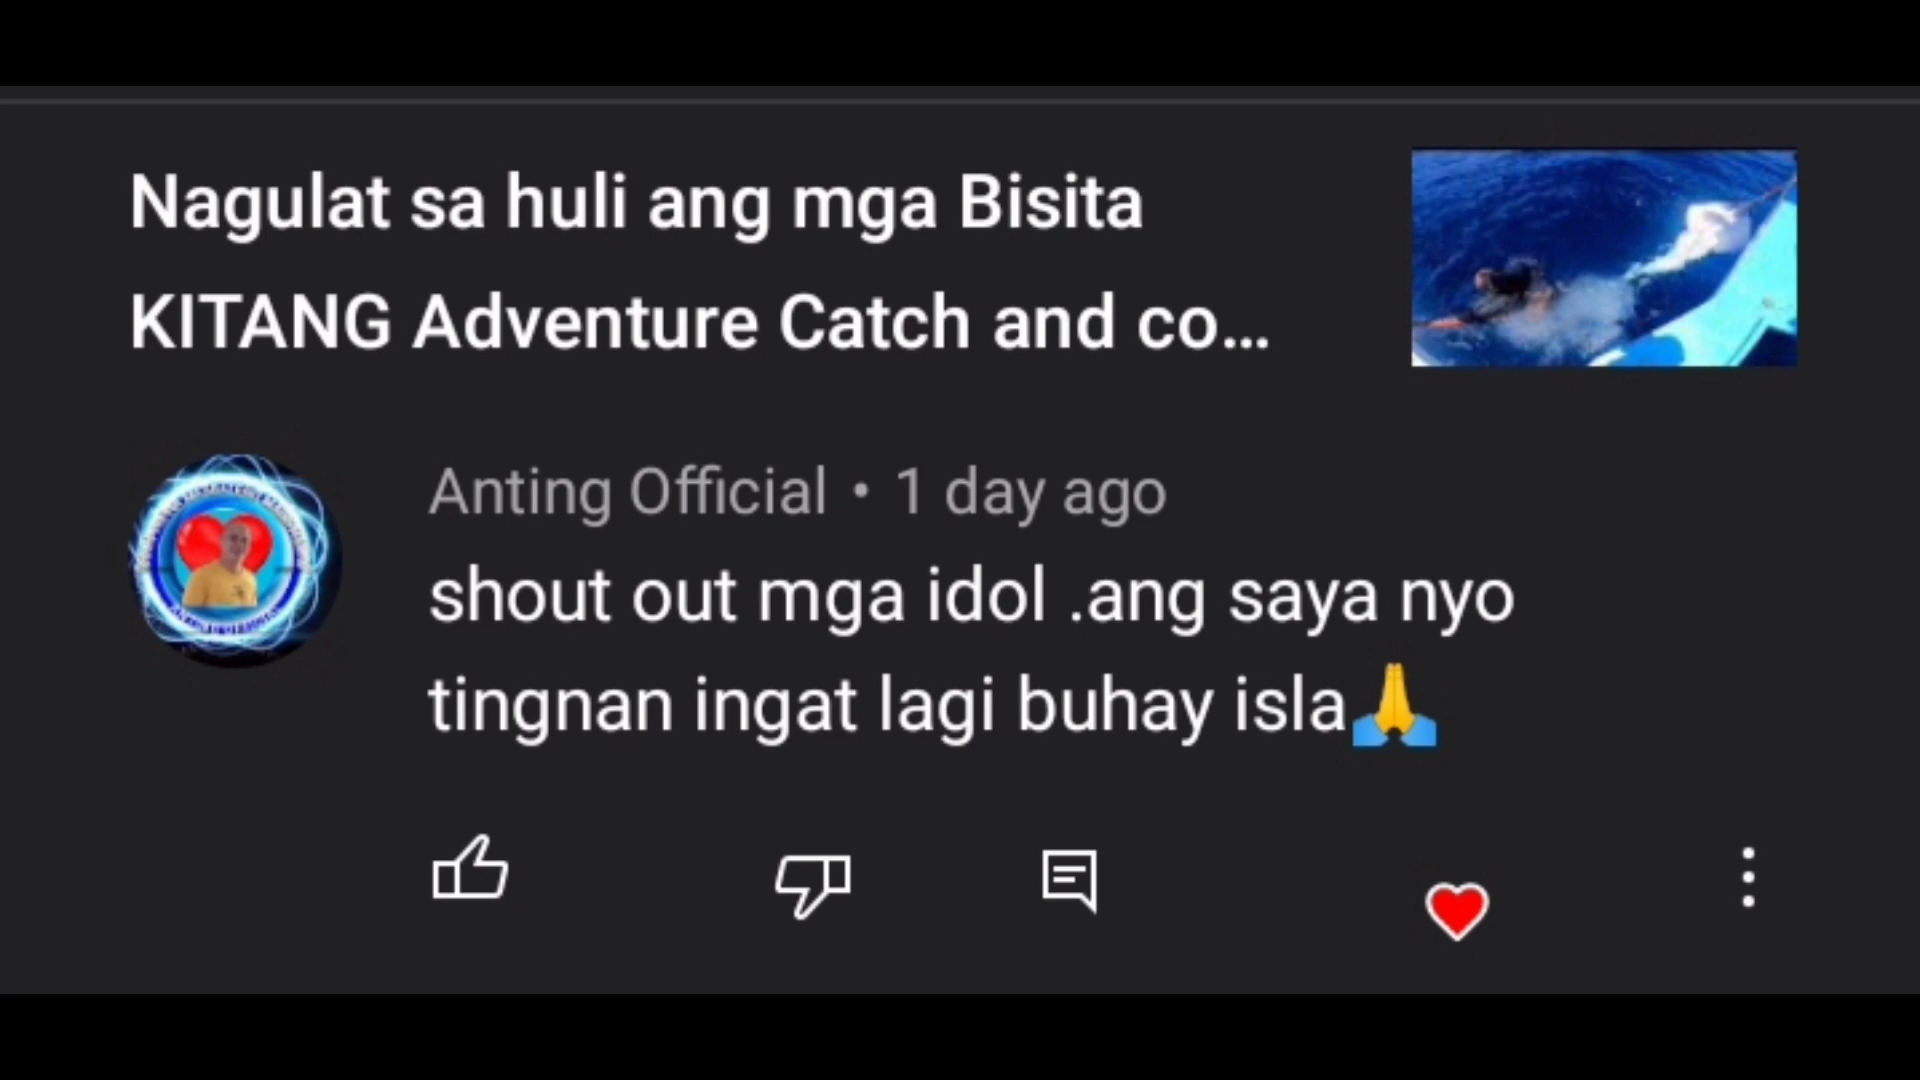 Nagulat sa huli ang mga Bisita
KITANG Adventure Catch and co...
Anting Official • 1 day ago
shout out mga idol .ang saya nyo
tingnan ingat lagi buhay isla🙏